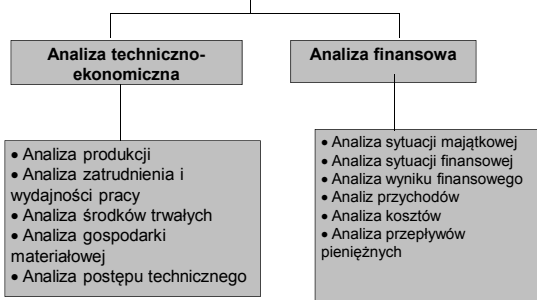 Analiza techniczno-
ekonomiczna
Analiza finansowa
• Analiza produkcji
• Analiza zatrudnienia i
wydajności pracy
• Analiza środków trwałych
• Analiza gospodarki
materiałowej
• Analiza postępu technicznego
• Analiza sytuacji majątkowej
• Analiza sytuacji finansowej
• Analiza wyniku finansowego
• Analiz przychodów
• Analiza kosztów
• Analiza przepływów
pieniężnych